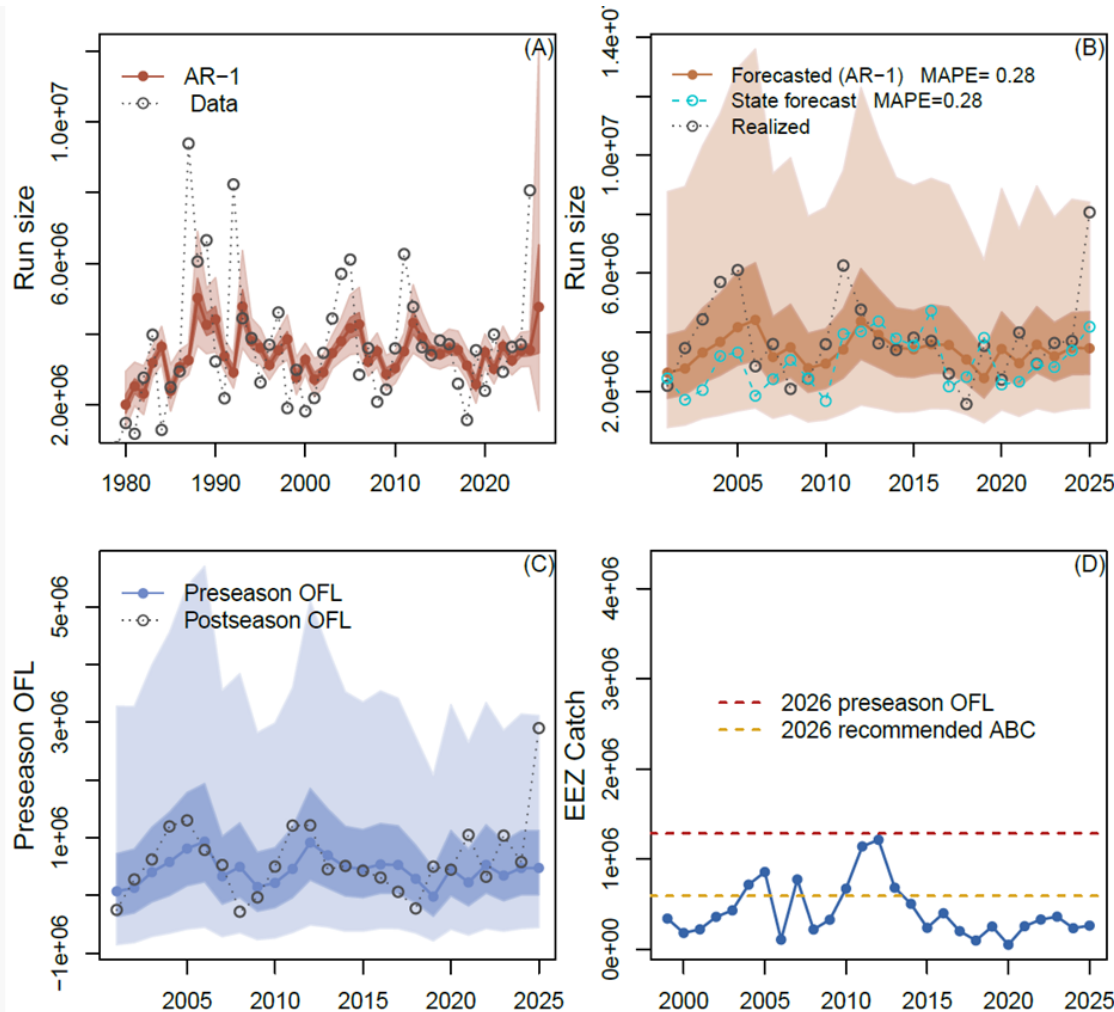 (A)
AR−1
Data
Run size
2.0e+06
6.0e+06
1.0e+07
1980
1990
2000
2010
2020
(B)
Forecasted (AR−1) MAPE= 0.28
State forecast MAPE=0.28
Realized
Run size
2.0e+06
6.0e+06
1.0e+07
2005
2010
2015
2020
2025
(C)
Preseason OFL
Postseason OFL
Preseason OFL
−1e+06
1e+06
3e+06
5e+06
2005
2010
2015
2020
2025
(D)
2026 preseason OFL
2026 recommended ABC
EEZ Catch
0e+00
1e+06
2e+06
3e+06
4e+06
2000
2005
2010
2015
2020
2025